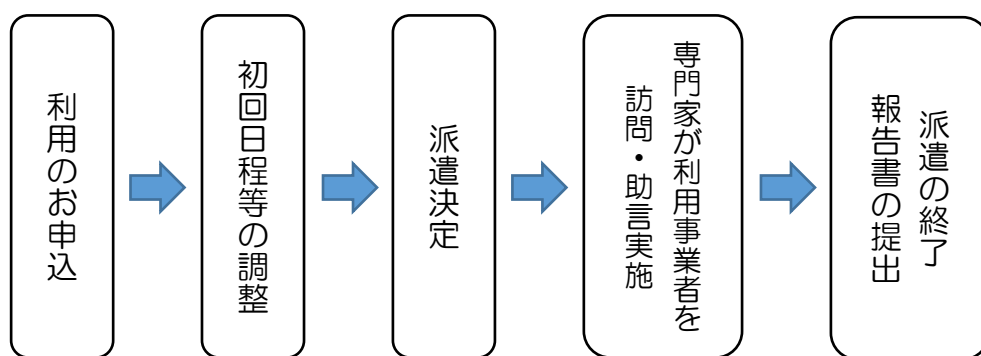 利用のお申込
初回日程等の調整
派遣決定
専門家が利用事業者を
訪問・助言実施
派遣の終了
報告書の提出